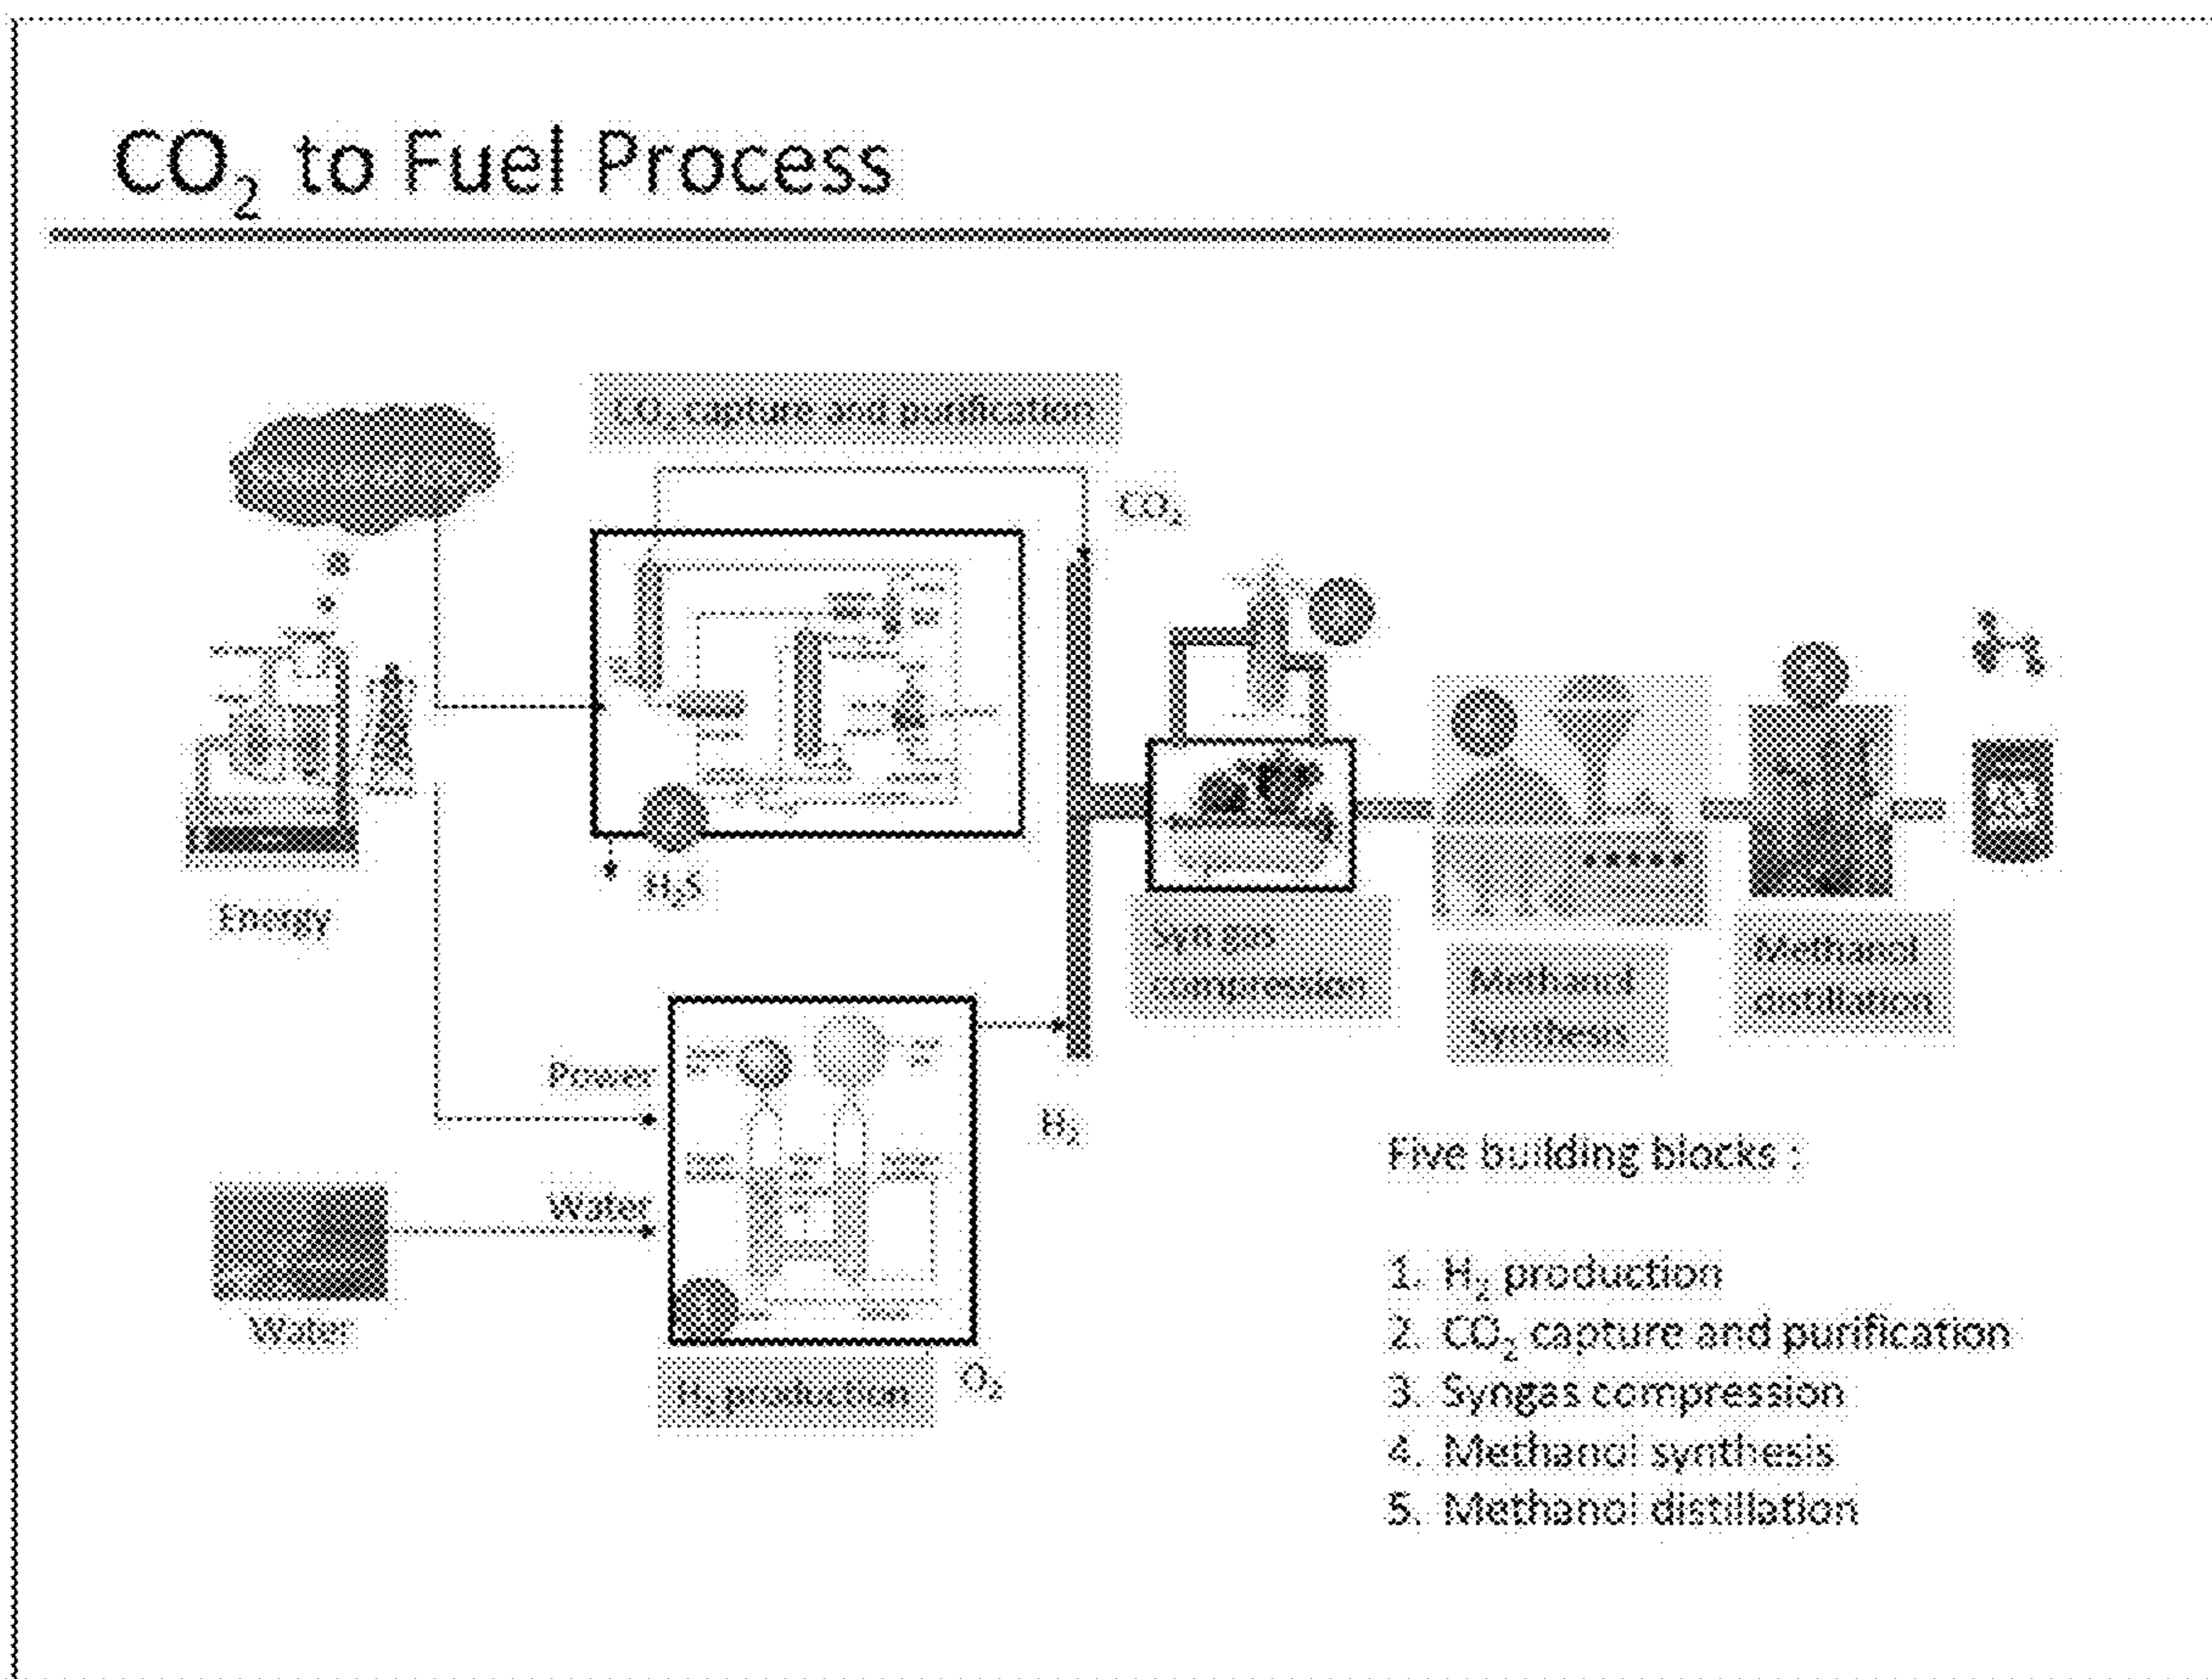 CO₂ to Fuel Process
CO₂ capture and purification
CO₂
H₂S
Energy
Syn gas
compression
Methanol
Synthesis
Methanol
distillation
Power
H₂
Water
Water
H₂ production
O₂
Five building blocks :
1. H₂ production
2. CO₂ capture and purification
3. Syngas compression
4. Methanol synthesis
5. Methanol distillation